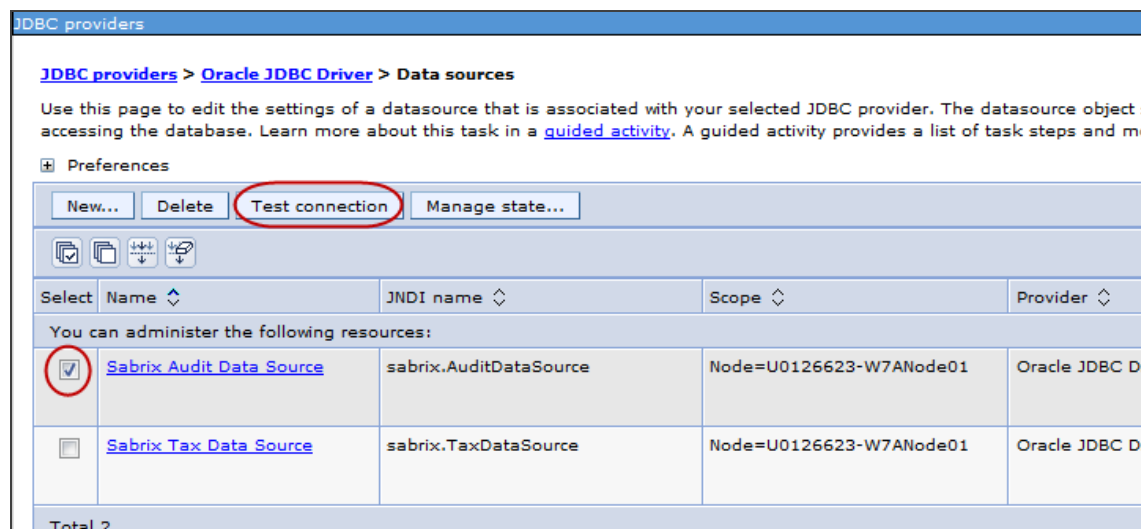 JDBC providers
JDBC providers > Oracle JDBC Driver > Data sources
Use this page to edit the settings of a datasource that is associated with your selected JDBC provider. The datasource object
accessing the database. Learn more about this task in a guided activity. A guided activity provides a list of task steps and
Preferences
New... Delete Test connection Manage state...
Select Name JNDI name Scope Provider
You can administer the following resources:
Sabrix Audit Data Source sabrix.AuditDataSource Node=U0126623-W7ANode01 Oracle JDBC
Sabrix Tax Data Source sabrix.TaxDataSource Node=U0126623-W7ANode01 Oracle JDBC
Total 2